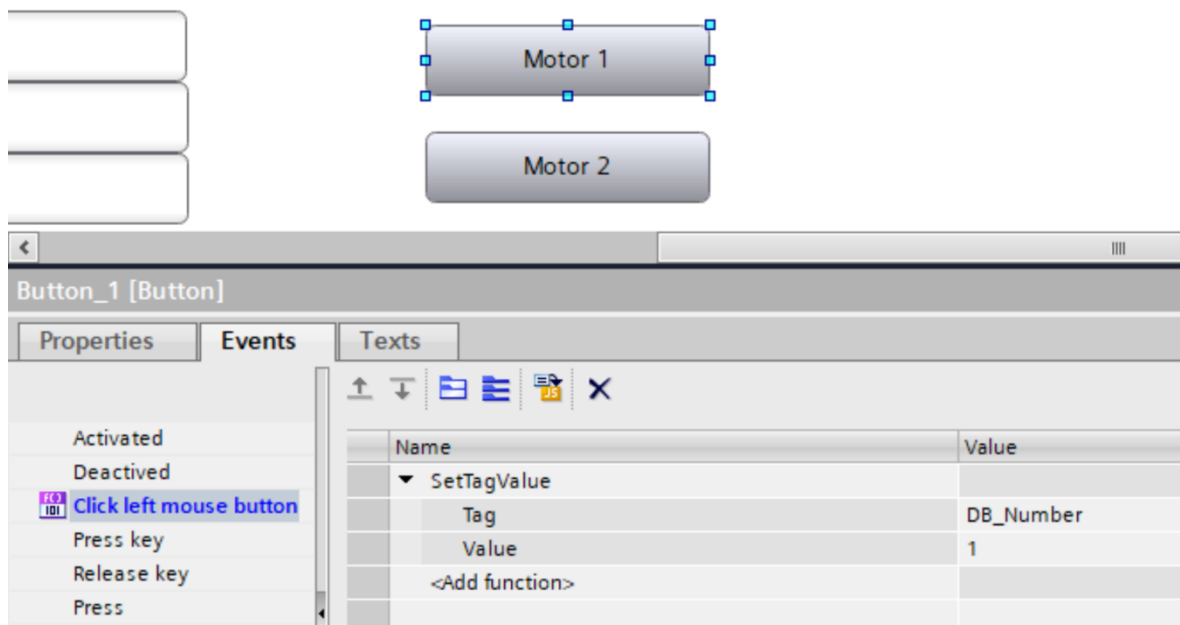 Motor 1
Motor 2
Button_1 [Button]
Properties Events Texts
JS
Name Value
Activated
SetTagValue
Deactived
Tag DB_Number
Click left mouse button
Value 1
Press key
<Add function>
Release key
Press